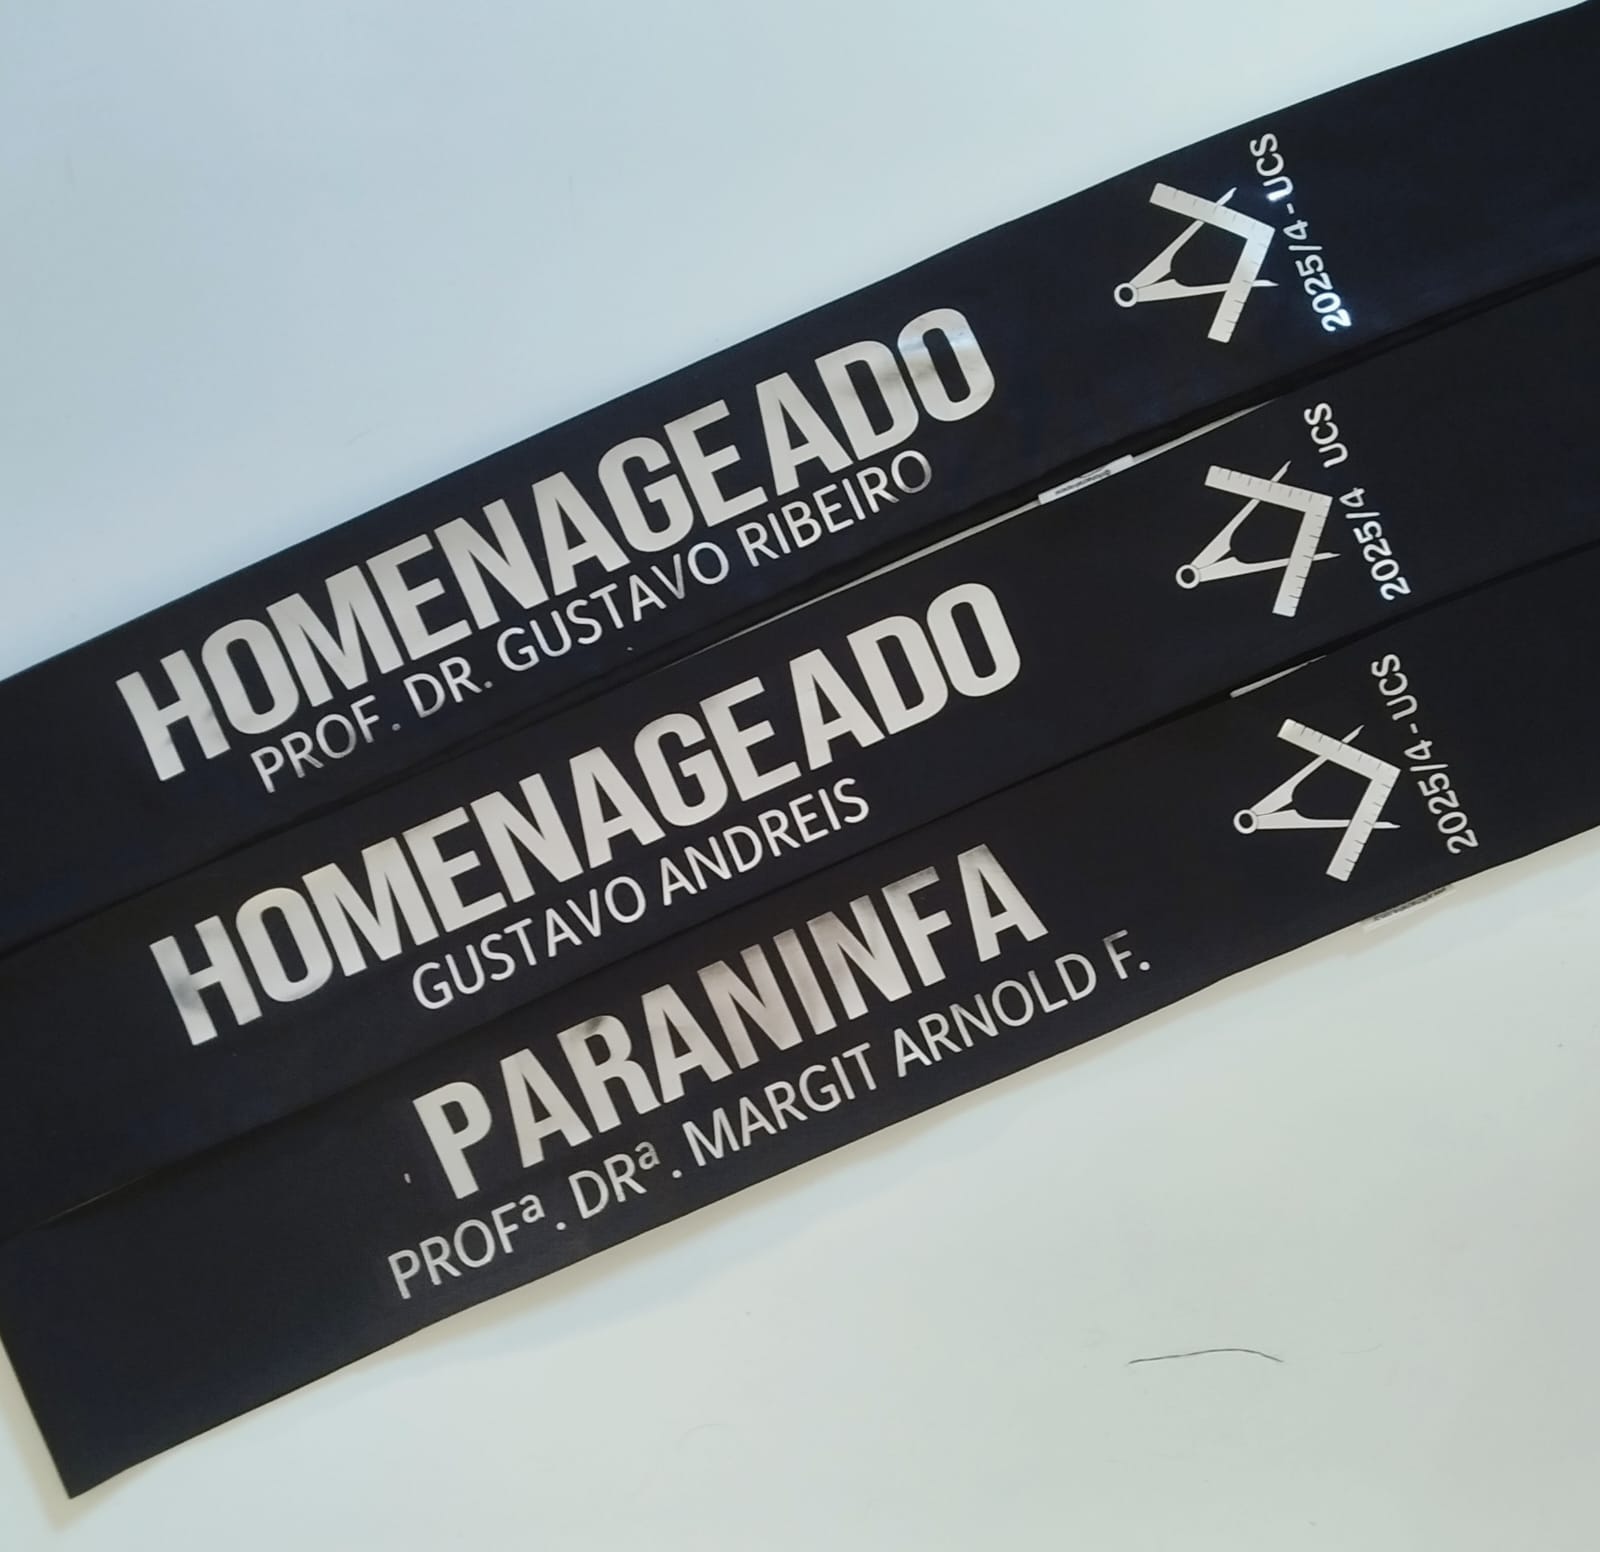 HOMENAGEADO
PROF. DR. GUSTAVO RIBEIRO
2025/4 - UCS
HOMENAGEADO
GUSTAVO ANDREIS
2025/4 UCS
PARANINFA
PROFª. DRª. MARGIT ARNOLD F.
2025/4 - UCS